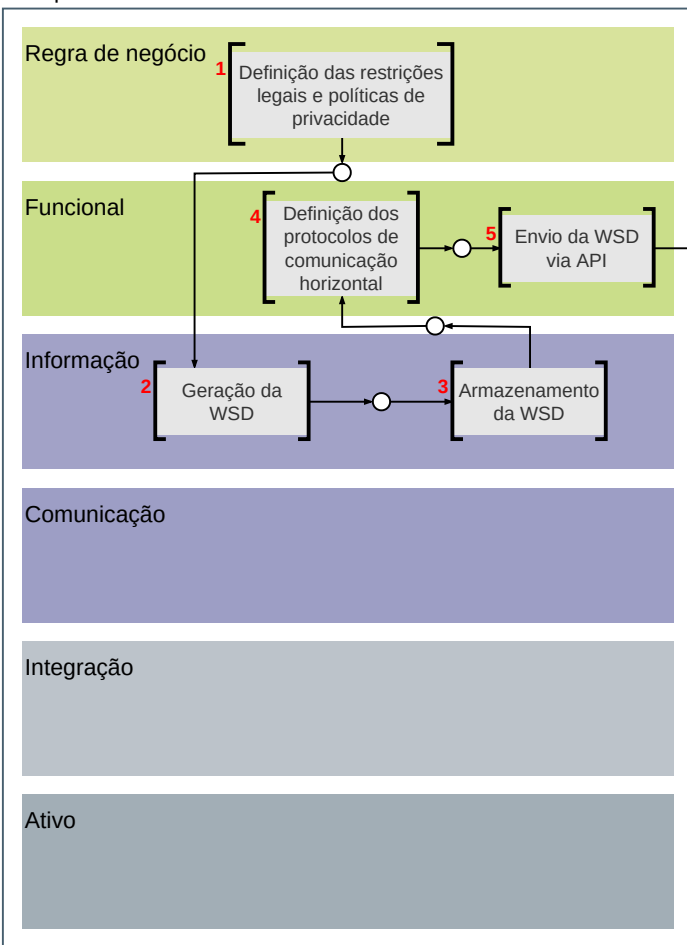 Regra de negócio
1
Definição das restrições
legais e políticas de
privacidade
Funcional
4
Definição dos
protocolos de
comunicação
horizontal
5
Envio da WSD
via API
Informação
2
Geração da
WSD
3
Armazenamento
da WSD
Comunicação
Integração
Ativo